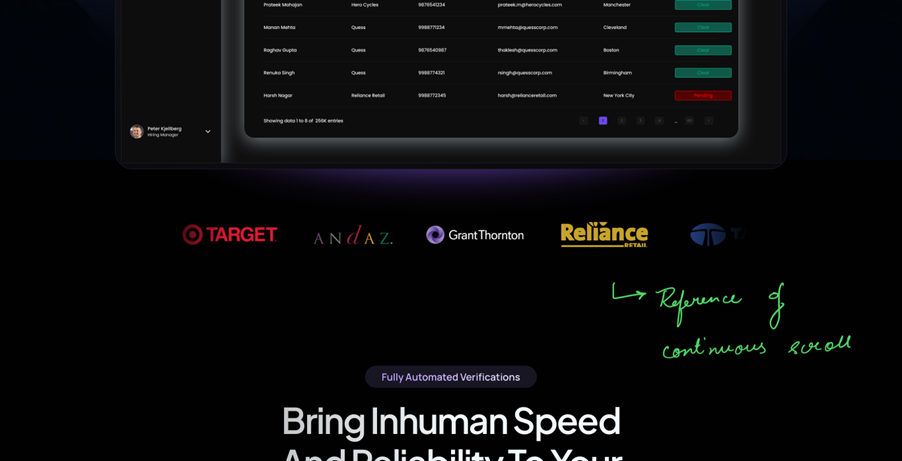 Prateek Mahajan Hero Cycles 9876541234 prateek.m@herocycles.com Manchester Clear
Manan Mehta Quess 9988771234 mmehta@quesscorp.com Cleveland Clear
Raghav Gupta Quess 9876540987 thaklesh@quesscorp.com Boston Clear
Renuka Singh Quess 9988774321 rsingh@quesscorp.com Birmingham Clear
Harsh Nagar Reliance Retail 9988772345 harsh@relianceretail.com New York City Pending
Showing data 1 to 8 of 256K entries < 1 2 3 4 ... 40 >
Peter Kjellberg
Hiring Manager
TARGET ANdAZ. GrantThornton Reliance RETAIL TA
Reference of
continuous scroll
Fully Automated Verifications
Bring Inhuman Speed
And Reliability To Your